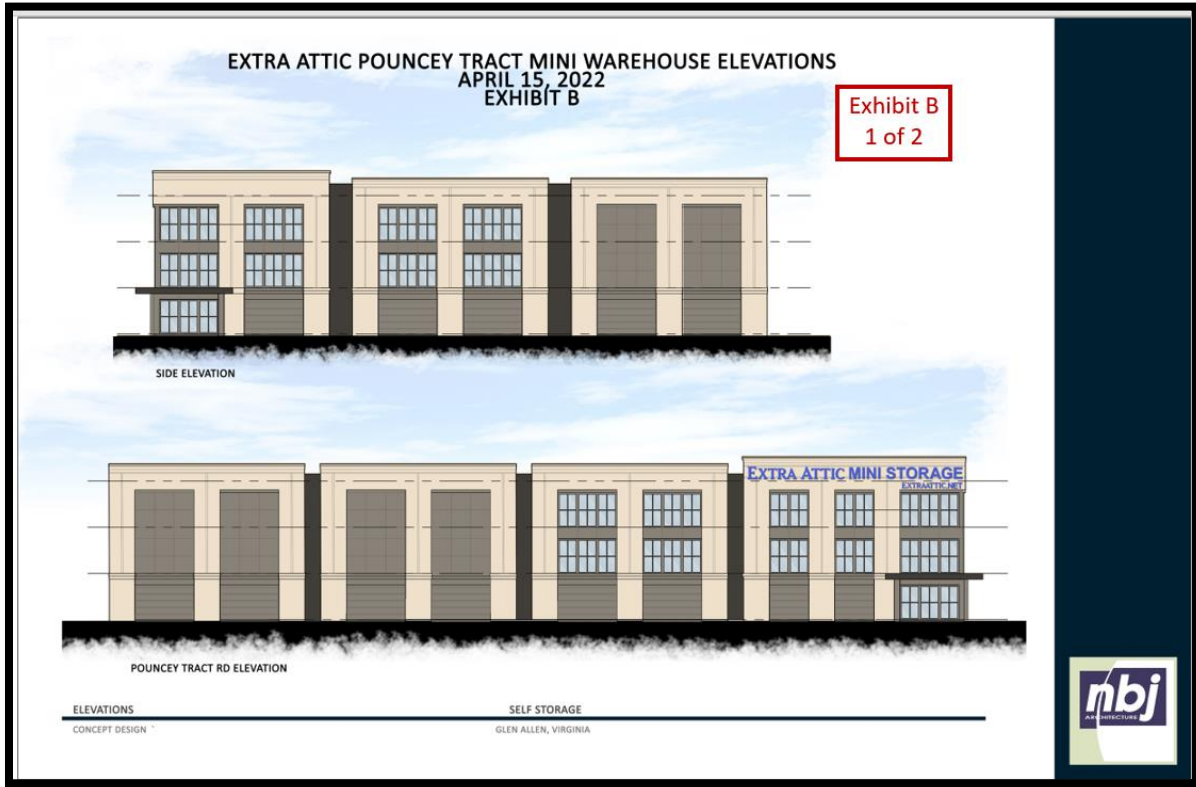 EXTRA ATTIC POUNCEY TRACT MINI WAREHOUSE ELEVATIONS
APRIL 15, 2022
EXHIBIT B
Exhibit B
1 of 2
SIDE ELEVATION
EXTRA ATTIC MINI STORAGE
EXTRAATTIC.NET
POUNCEY TRACT RD ELEVATION
ELEVATIONS
SELF STORAGE
CONCEPT DESIGN
GLEN ALLEN, VIRGINIA
nbj
ARCHITECTURE